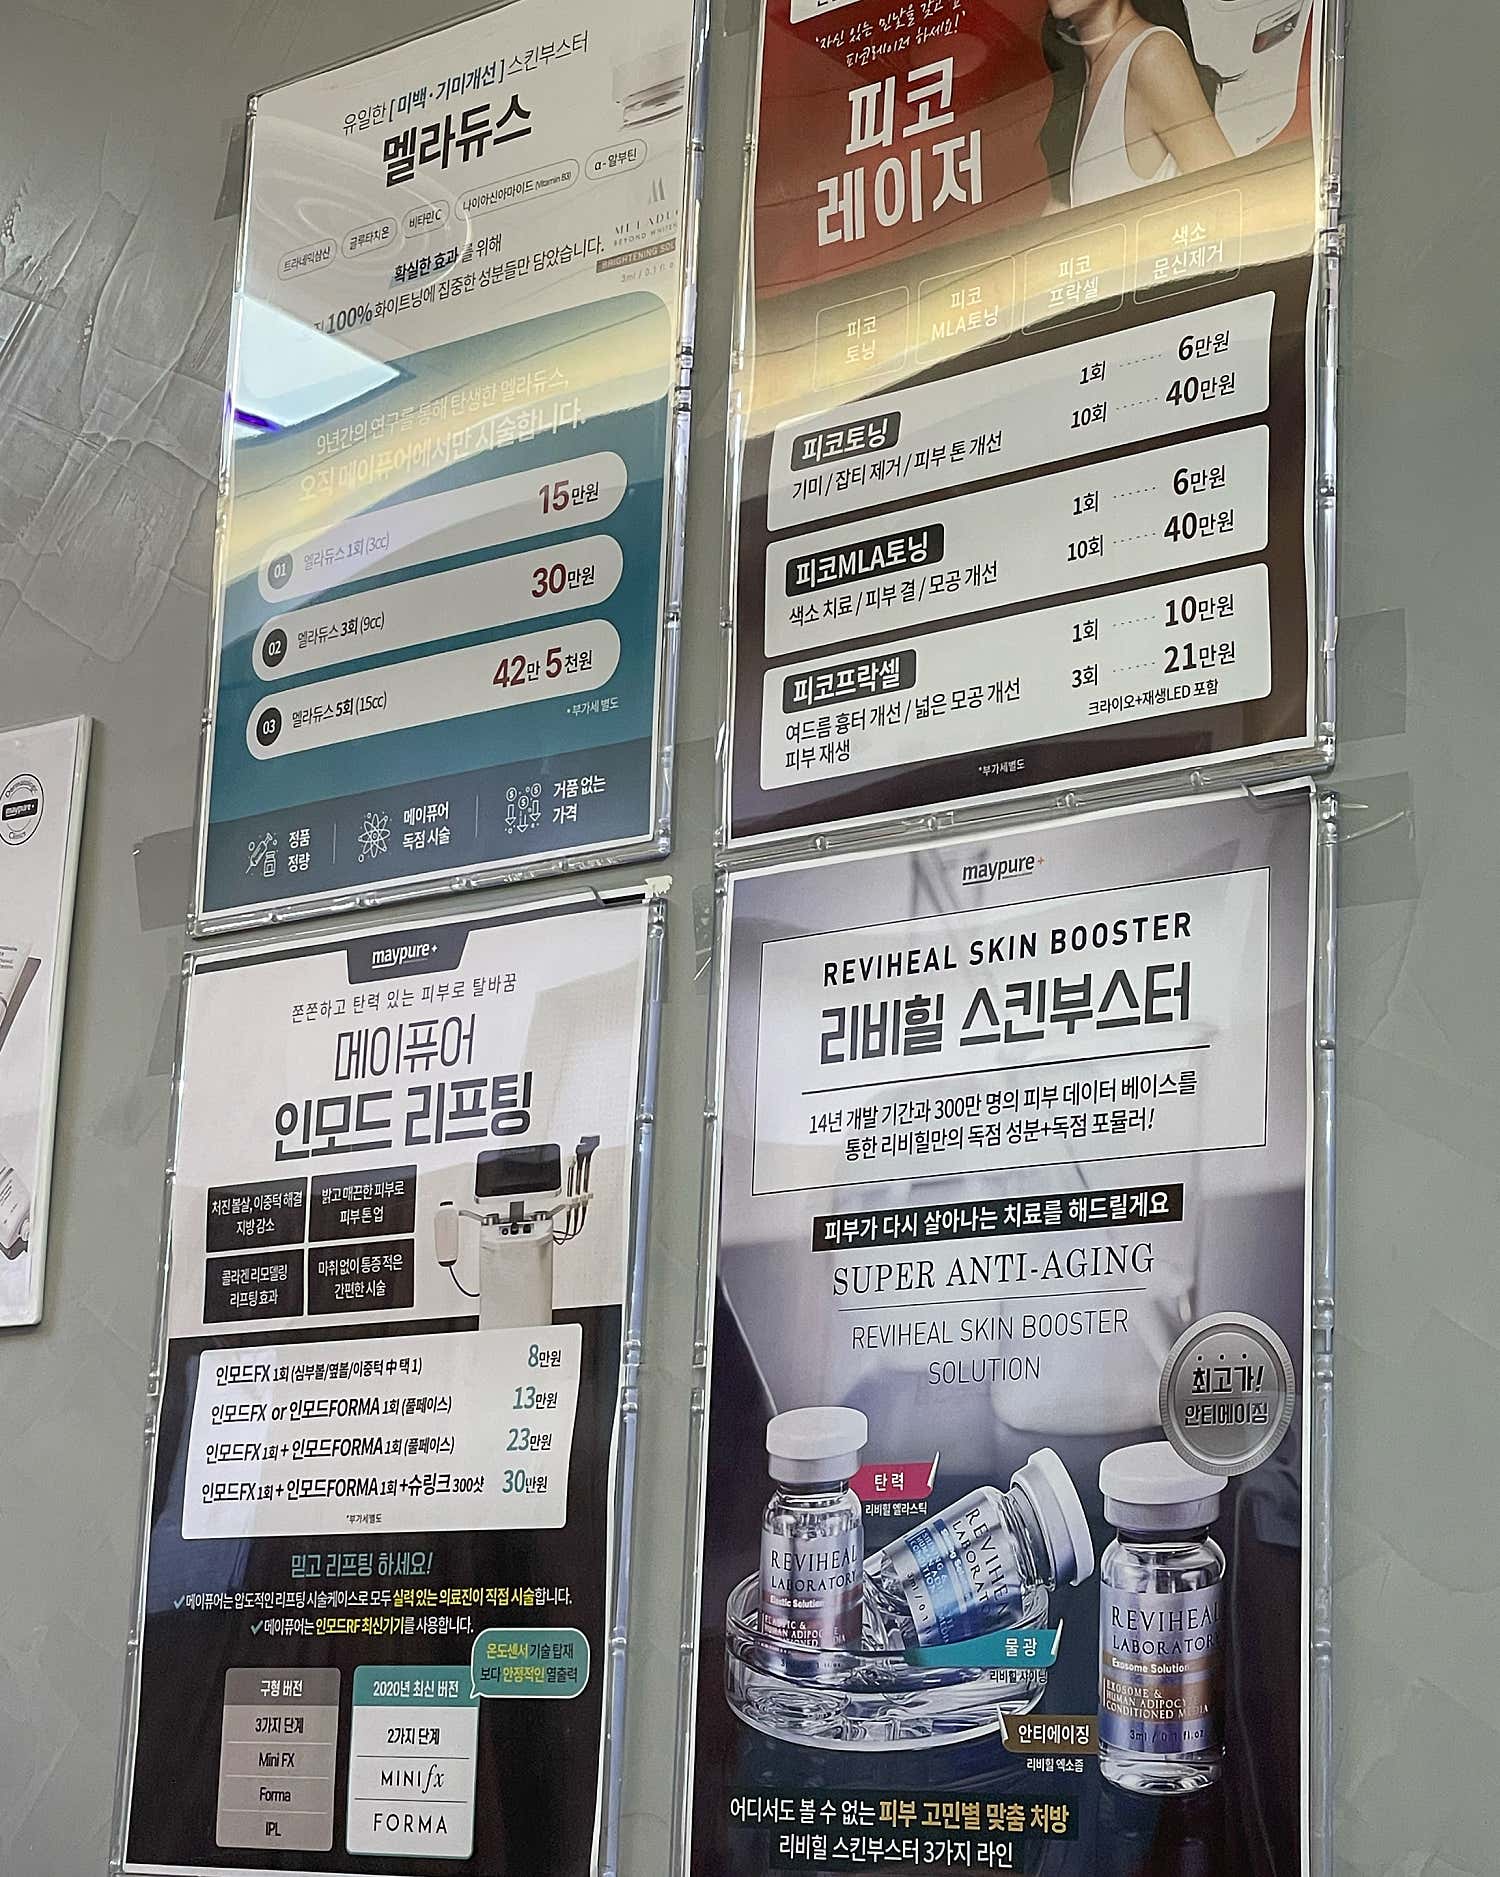 유일한 [ 미백·기미개선 ] 스킨부스터
멜라듀스
트라네믹삼산
글루타치온
비타민C
나이아신아마이드 (Vitamin B3)
α-알부틴
확실한 효과를 위해
100% 화이트닝에 집중한 성분들만 담았습니다.
BRIGHTENING
9년간의 연구를 통해 탄생한 멜라듀스,
오직 메이퓨어에서만 시술합니다.
01 멜라듀스 1회 (3cc) 15만원
02 멜라듀스 3회 (9cc) 30만원
03 멜라듀스 5회 (15cc) 42만 5천원
*부가세 별도
정품
정량
메이퓨어
독점 시술
거품 없는
가격
'자신 있는 민낯을 갖고
피코레이저 하세요!'
피코
레이저
피코
토닝
피코
MLA토닝
피코
프락셀
색소
문신제거
피코토닝
기미 / 잡티 제거 / 피부 톤 개선
1회 ······ 6만원
10회 ······ 40만원
피코MLA토닝
색소 치료 / 피부 결 / 모공 개선
1회 ······ 6만원
10회 ······ 40만원
피코프락셀
여드름 흉터 개선 / 넓은 모공 개선
피부 재생
1회 ······ 10만원
3회 ······ 21만원
크라이오+재생LED 포함
*부가세별도
maypure+
쫀쫀하고 탄력 있는 피부로 탈바꿈
메이퓨어
인모드 리프팅
처진 볼살, 이중턱 해결
지방 감소
밝고 매끈한 피부로
피부 톤 업
콜라겐 리모델링
리프팅 효과
마취 없이 통증 적은
간편한 시술
인모드FX 1회 (심부볼/옆볼/이중턱 中 택 1) 8만원
인모드FX or 인모드FORMA 1회 (풀페이스) 13만원
인모드FX 1회 + 인모드FORMA 1회 (풀페이스) 23만원
인모드FX 1회 + 인모드FORMA 1회 +슈링크 300샷 30만원
*부가세별도
믿고 리프팅 하세요!
✓메이퓨어는 압도적인 리프팅 시술케이스로 모두 실력 있는 의료진이 직접 시술합니다.
✓메이퓨어는 인모드RF 최신기기를 사용합니다.
온도센서 기술 탑재
보다 안정적인 열출력
구형 버전
3가지 단계
Mini FX
Forma
IPL
2020년 최신 버전
2가지 단계
MINI fx
FORMA
maypure+
REVIHEAL SKIN BOOSTER
리비힐 스킨부스터
14년 개발 기간과 300만 명의 피부 데이터 베이스를
통한 리비힐만의 독점 성분+독점 포뮬러!
피부가 다시 살아나는 치료를 해드릴게요
SUPER ANTI-AGING
REVIHEAL SKIN BOOSTER
SOLUTION
최고가!
안티에이징
탄력
리비힐 엘라스틱
REVIHEAL
LABORATORY
Elastic Solution
물광
리비힐 샤이닝
REVIHEAL
LABORATORY
Exosome Solution
EXOSOME &
HUMAN ADIPOCYTE
CONDITIONED MEDIA
안티에이징
리비힐 엑소좀
어디서도 볼 수 없는 피부 고민별 맞춤 처방
리비힐 스킨부스터 3가지 라인
maypure+